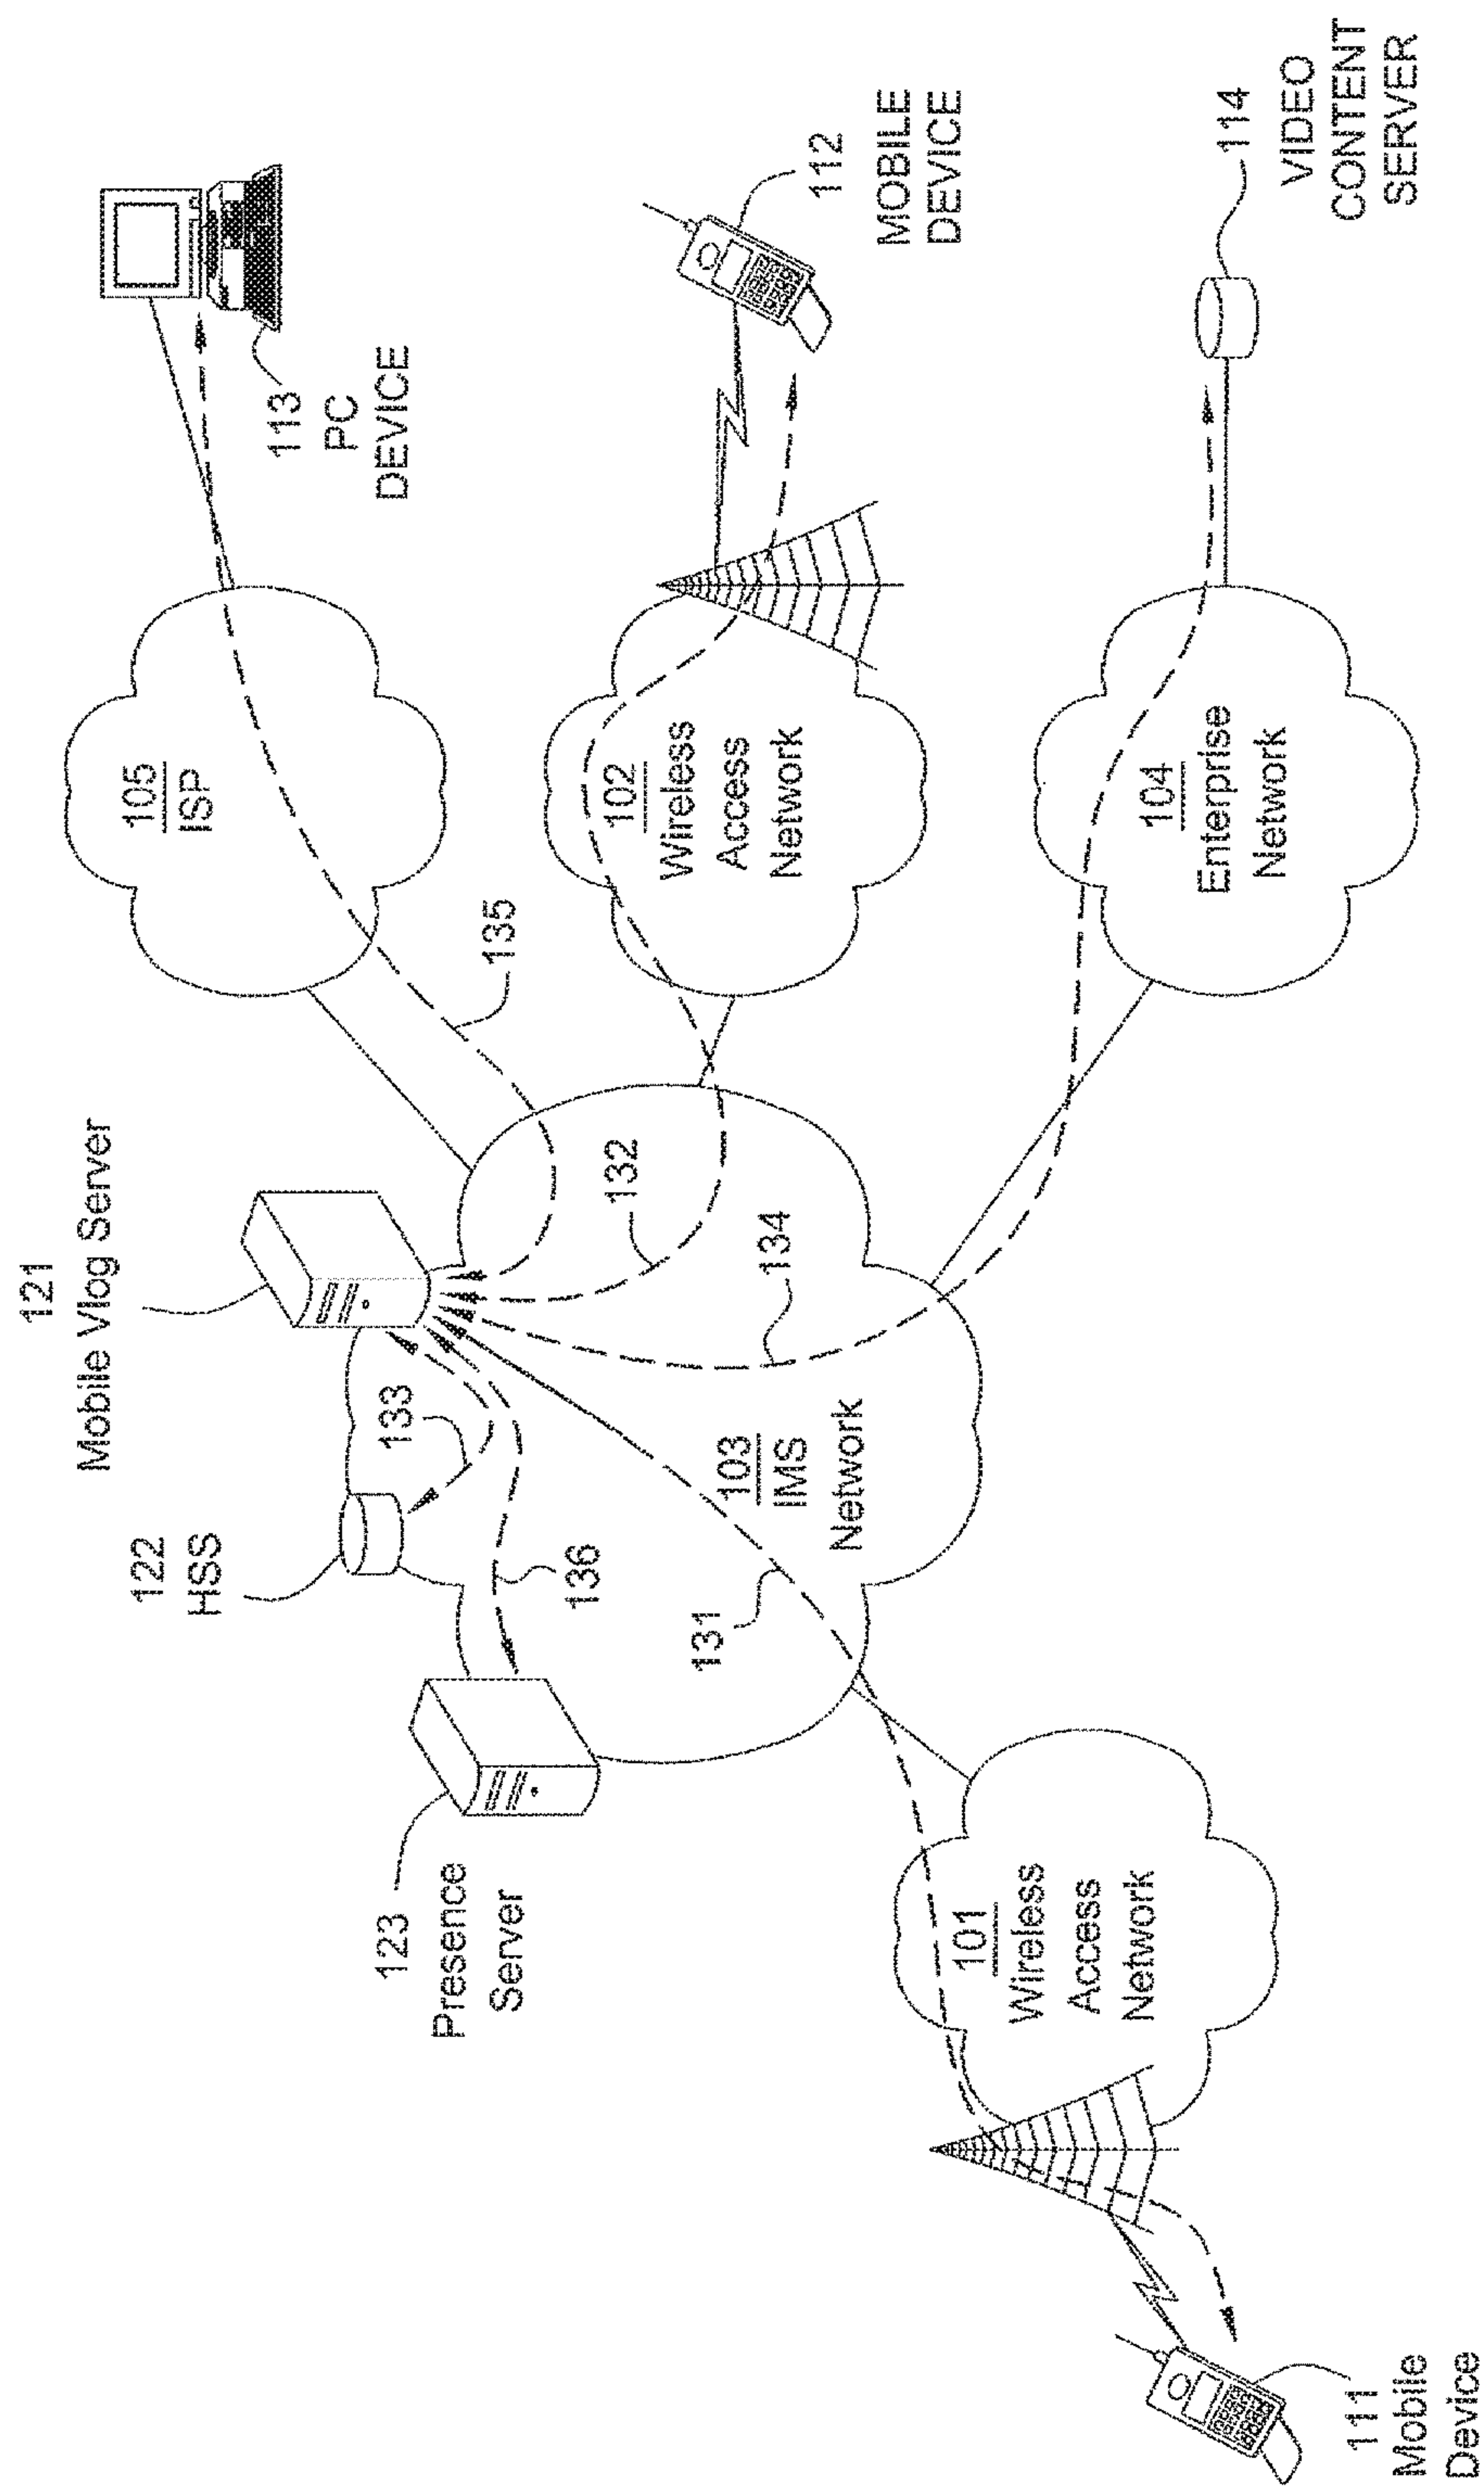 121
Mobile Vlog Server
122
HSS
123
Presence
Server
133
136
131
132
134
135
103
IMS
Network
105
ISP
113
PC
DEVICE
102
Wireless
Access
Network
112
MOBILE
DEVICE
104
Enterprise
Network
114
VIDEO
CONTENT
SERVER
101
Wireless
Access
Network
111
Mobile
Device